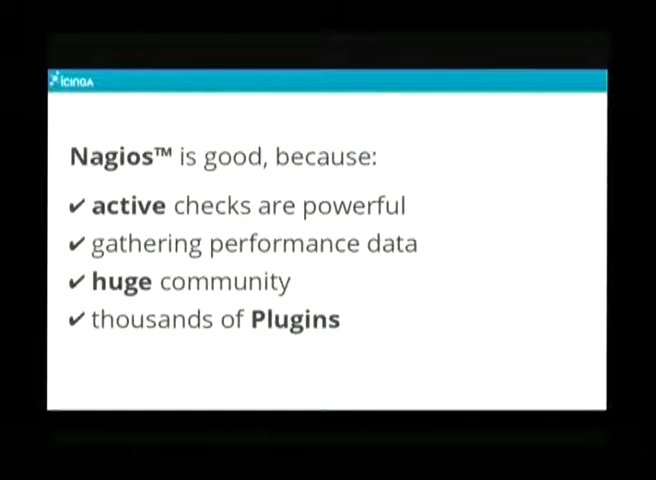 icinga
Nagios™ is good, because:
✔ active checks are powerful
✔ gathering performance data
✔ huge community
✔ thousands of Plugins